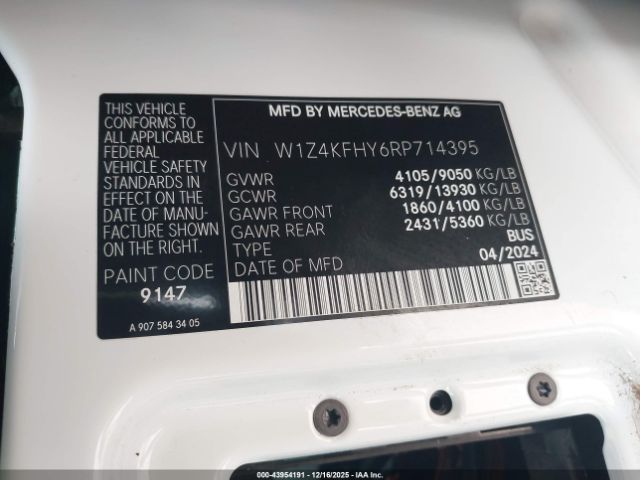 THIS VEHICLE
CONFORMS TO
ALL APPLICABLE
FEDERAL
VEHICLE SAFETY
STANDARDS IN
EFFECT ON THE
DATE OF MANU-
FACTURE SHOWN
ON THE RIGHT.
PAINT CODE
9147
A 907 584 34 05
MFD BY MERCEDES-BENZ AG
VIN W1Z4KFHY6RP714395
GVWR 4105/9050 KG/LB
GCWR 6319/13930 KG/LB
GAWR FRONT 1860/4100 KG/LB
GAWR REAR 2431/5360 KG/LB
TYPE BUS
DATE OF MFD 04/2024
000-43954191 | 12/16/2025 | IAA Inc.